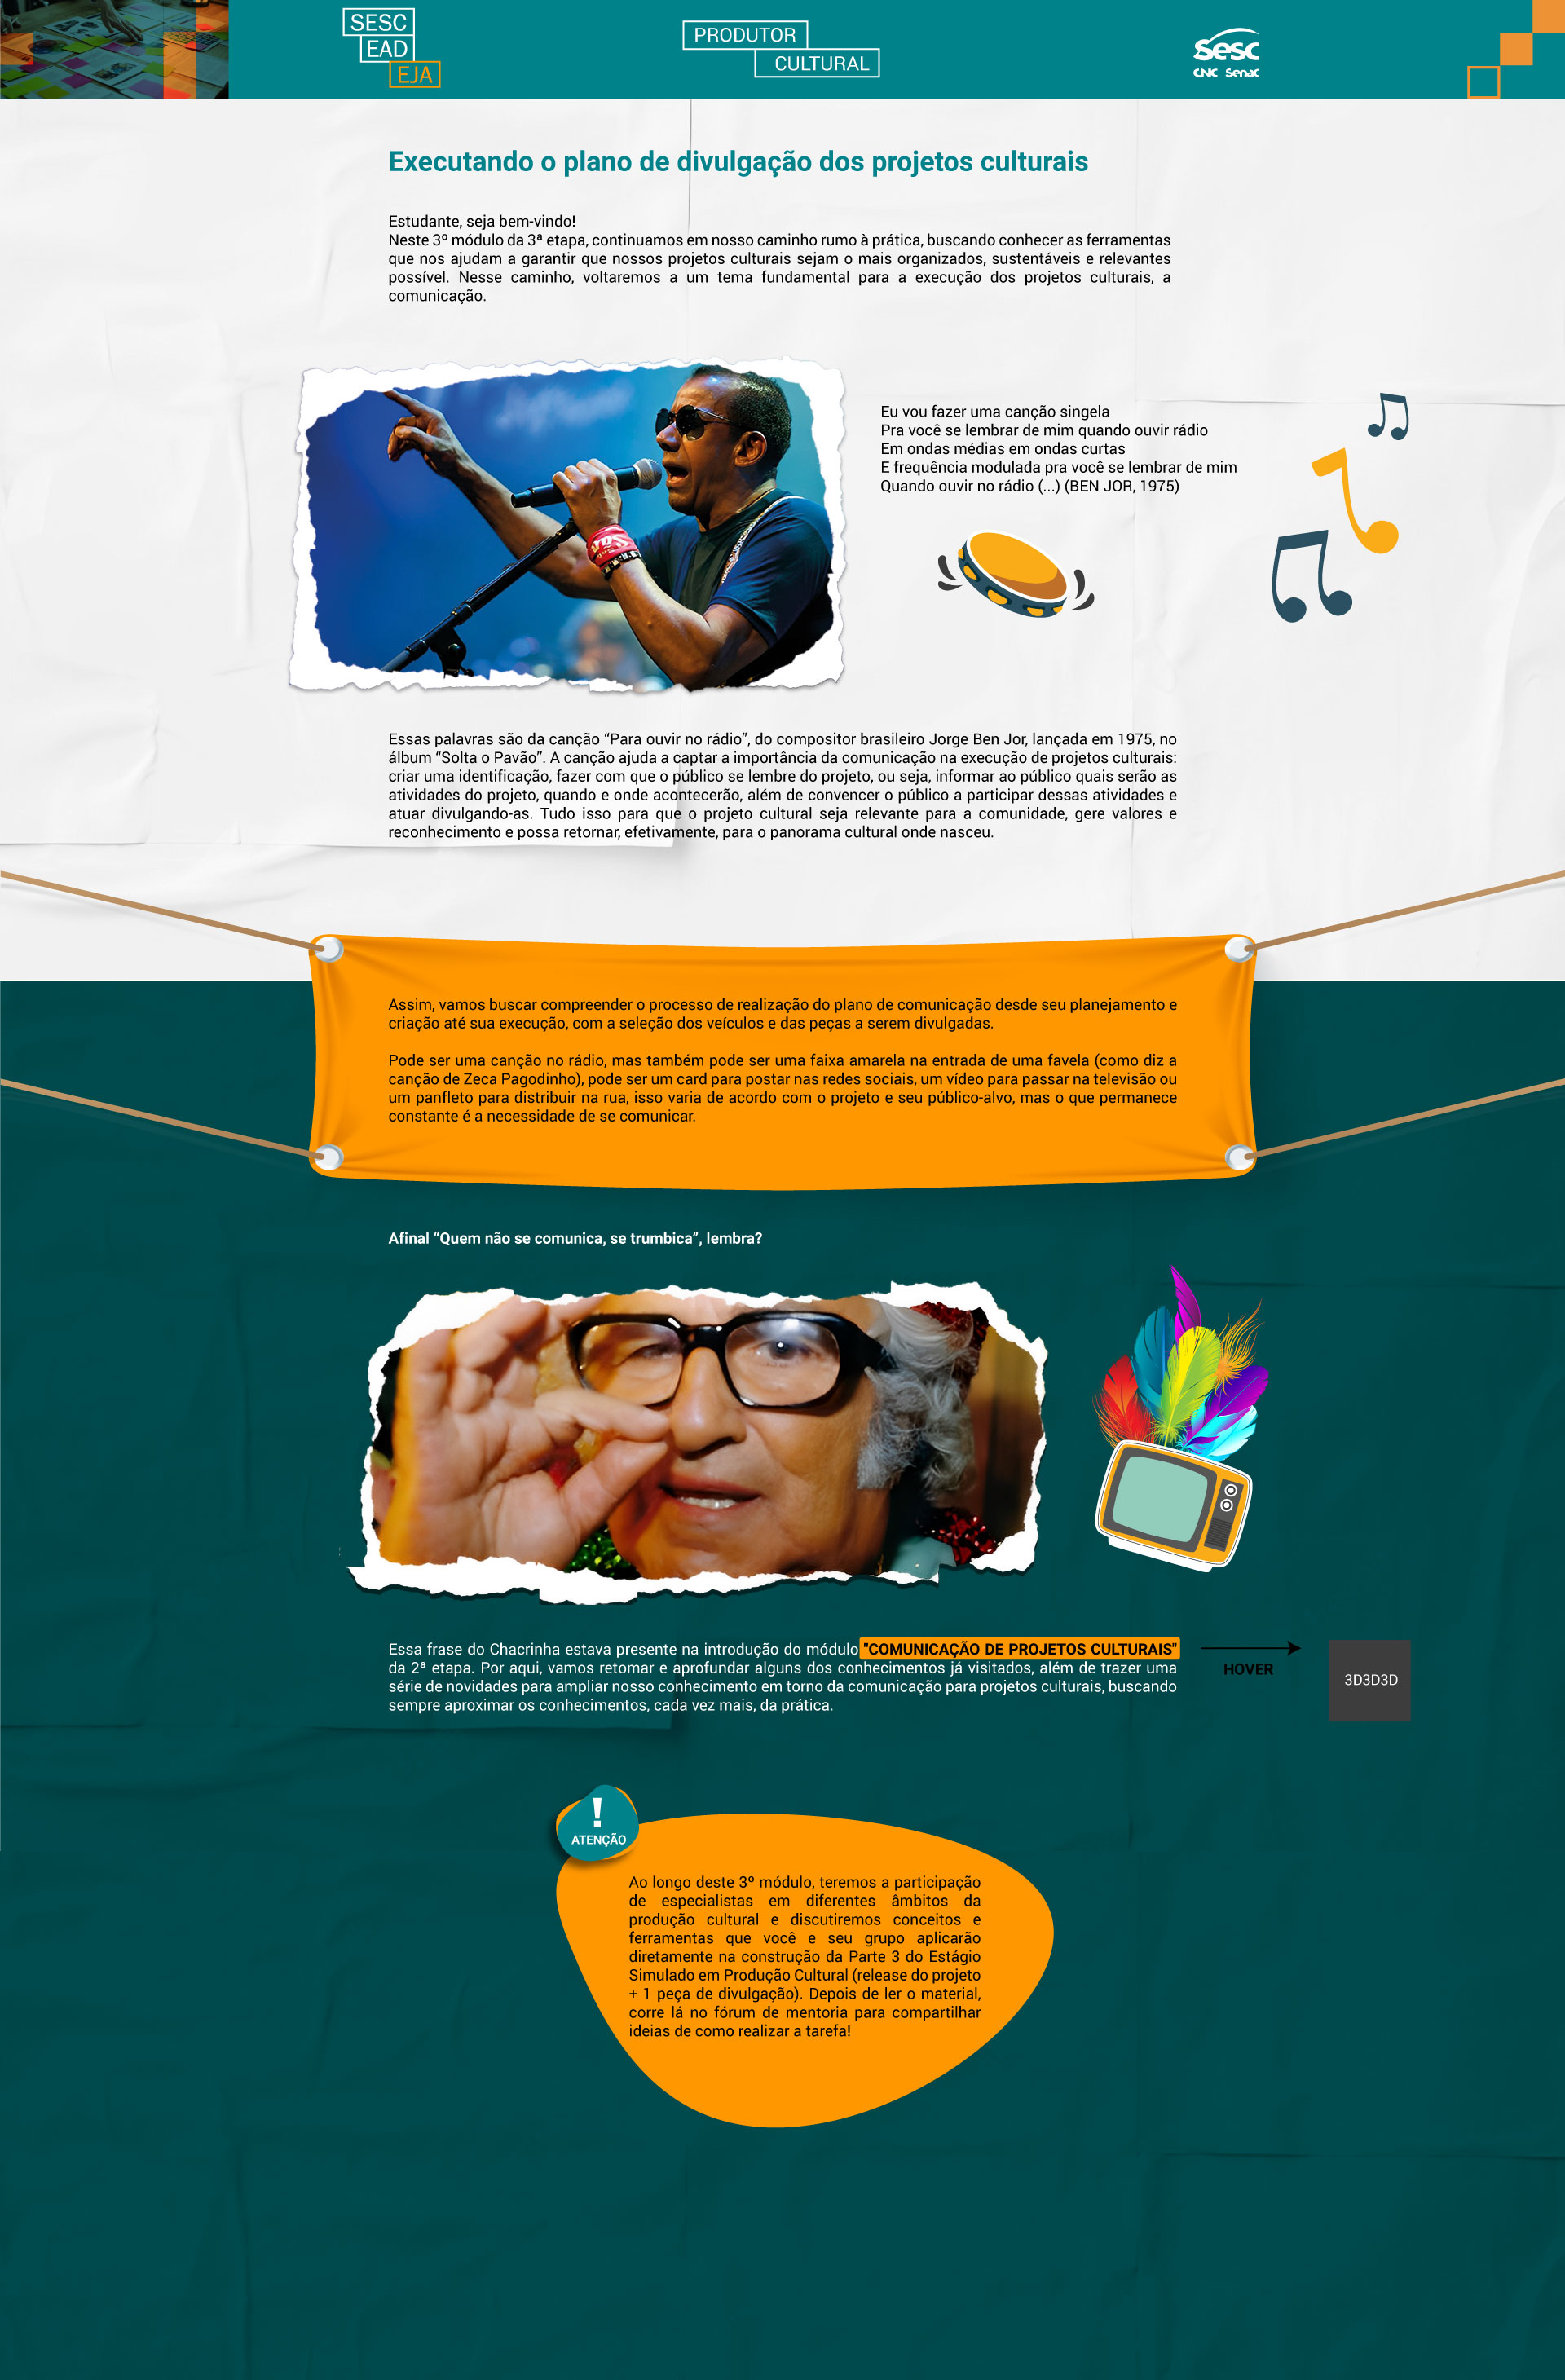 SESC
EAD
EJA
PRODUTOR
CULTURAL
Sesc
CNC Senac
Executando o plano de divulgação dos projetos culturais
Estudante, seja bem-vindo!
Neste 3º módulo da 3ª etapa, continuamos em nosso caminho rumo à prática, buscando conhecer as ferramentas
que nos ajudam a garantir que nossos projetos culturais sejam o mais organizados, sustentáveis e relevantes
possível. Nesse caminho, voltaremos a um tema fundamental para a execução dos projetos culturais, a
comunicação.
Eu vou fazer uma canção singela
Pra você se lembrar de mim quando ouvir rádio
Em ondas médias em ondas curtas
E frequência modulada pra você se lembrar de mim
Quando ouvir no rádio (...) (BEN JOR, 1975)
Essas palavras são da canção “Para ouvir no rádio”, do compositor brasileiro Jorge Ben Jor, lançada em 1975, no
álbum “Solta o Pavão”. A canção ajuda a captar a importância da comunicação na execução de projetos culturais:
criar uma identificação, fazer com que o público se lembre do projeto, ou seja, informar ao público quais serão as
atividades do projeto, quando e onde acontecerão, além de convencer o público a participar dessas atividades e
atuar divulgando-as. Tudo isso para que o projeto cultural seja relevante para a comunidade, gere valores e
reconhecimento e possa retornar, efetivamente, para o panorama cultural onde nasceu.
Assim, vamos buscar compreender o processo de realização do plano de comunicação desde seu planejamento e
criação até sua execução, com a seleção dos veículos e das peças a serem divulgadas.
Pode ser uma canção no rádio, mas também pode ser uma faixa amarela na entrada de uma favela (como diz a
canção de Zeca Pagodinho), pode ser um card para postar nas redes sociais, um vídeo para passar na televisão ou
um panfleto para distribuir na rua, isso varia de acordo com o projeto e seu público-alvo, mas o que permanece
constante é a necessidade de se comunicar.
Afinal “Quem não se comunica, se trumbica”, lembra?
Essa frase do Chacrinha estava presente na introdução do módulo "COMUNICAÇÃO DE PROJETOS CULTURAIS"
da 2ª etapa. Por aqui, vamos retomar e aprofundar alguns dos conhecimentos já visitados, além de trazer uma
série de novidades para ampliar nosso conhecimento em torno da comunicação para projetos culturais, buscando
sempre aproximar os conhecimentos, cada vez mais, da prática.
HOVER
3D3D3D
!
ATENÇÃO
Ao longo deste 3º módulo, teremos a participação
de especialistas em diferentes âmbitos da
produção cultural e discutiremos conceitos e
ferramentas que você e seu grupo aplicarão
diretamente na construção da Parte 3 do Estágio
Simulado em Produção Cultural (release do projeto
+ 1 peça de divulgação). Depois de ler o material,
corre lá no fórum de mentoria para compartilhar
ideias de como realizar a tarefa!